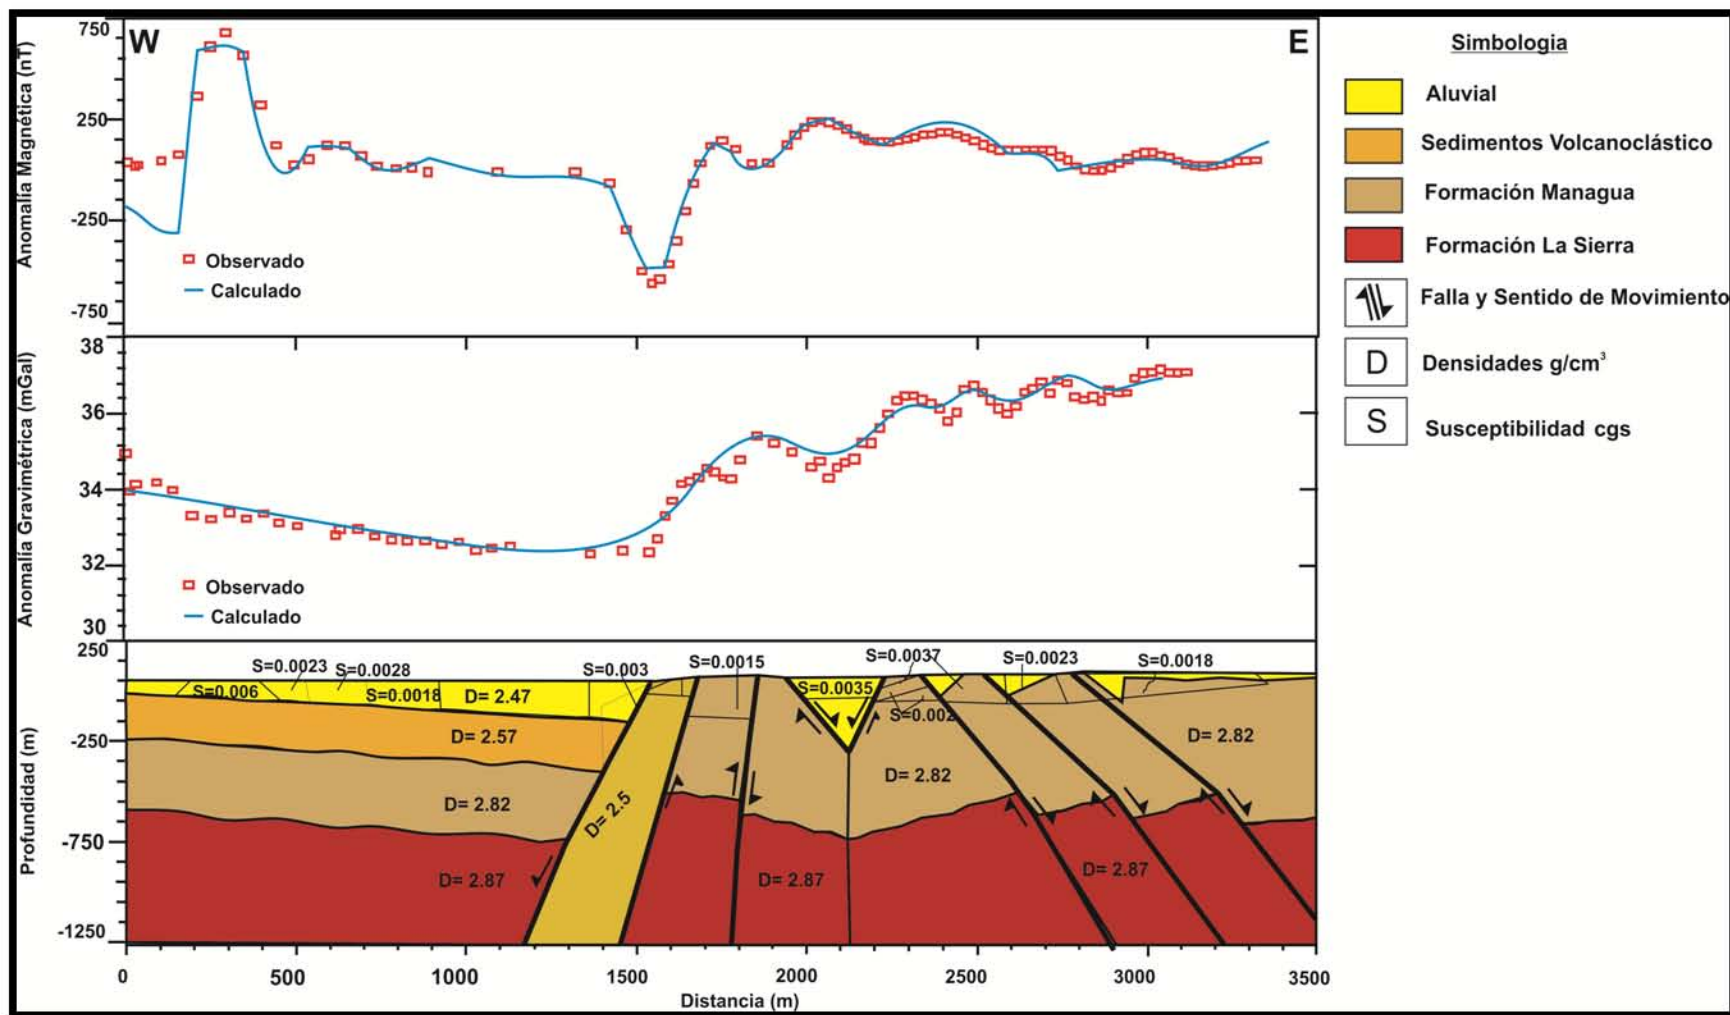 W
E
Anomalía Magnética (nT)
750
250
-250
-750
Observado
Calculado
Anomalía Gravimétrica (mGal)
38
36
34
32
30
Observado
Calculado
Profundidad (m)
250
-250
-750
-1250
S=0.0023
S=0.0028
S=0.003
S=0.0015
S=0.0037
S=0.0023
S=0.0018
S=0.006
S=0.0018
D= 2.47
S=0.0035
S=0.002
D= 2.57
D= 2.82
D= 2.82
D= 2.82
D= 2.5
D= 2.87
D= 2.87
D= 2.87
0
500
1000
1500
2000
2500
3000
3500
Distancia (m)
Simbologia
Aluvial
Sedimentos Volcanoclástico
Formación Managua
Formación La Sierra
Falla y Sentido de Movimiento
D
Densidades g/cm³
S
Susceptibilidad cgs